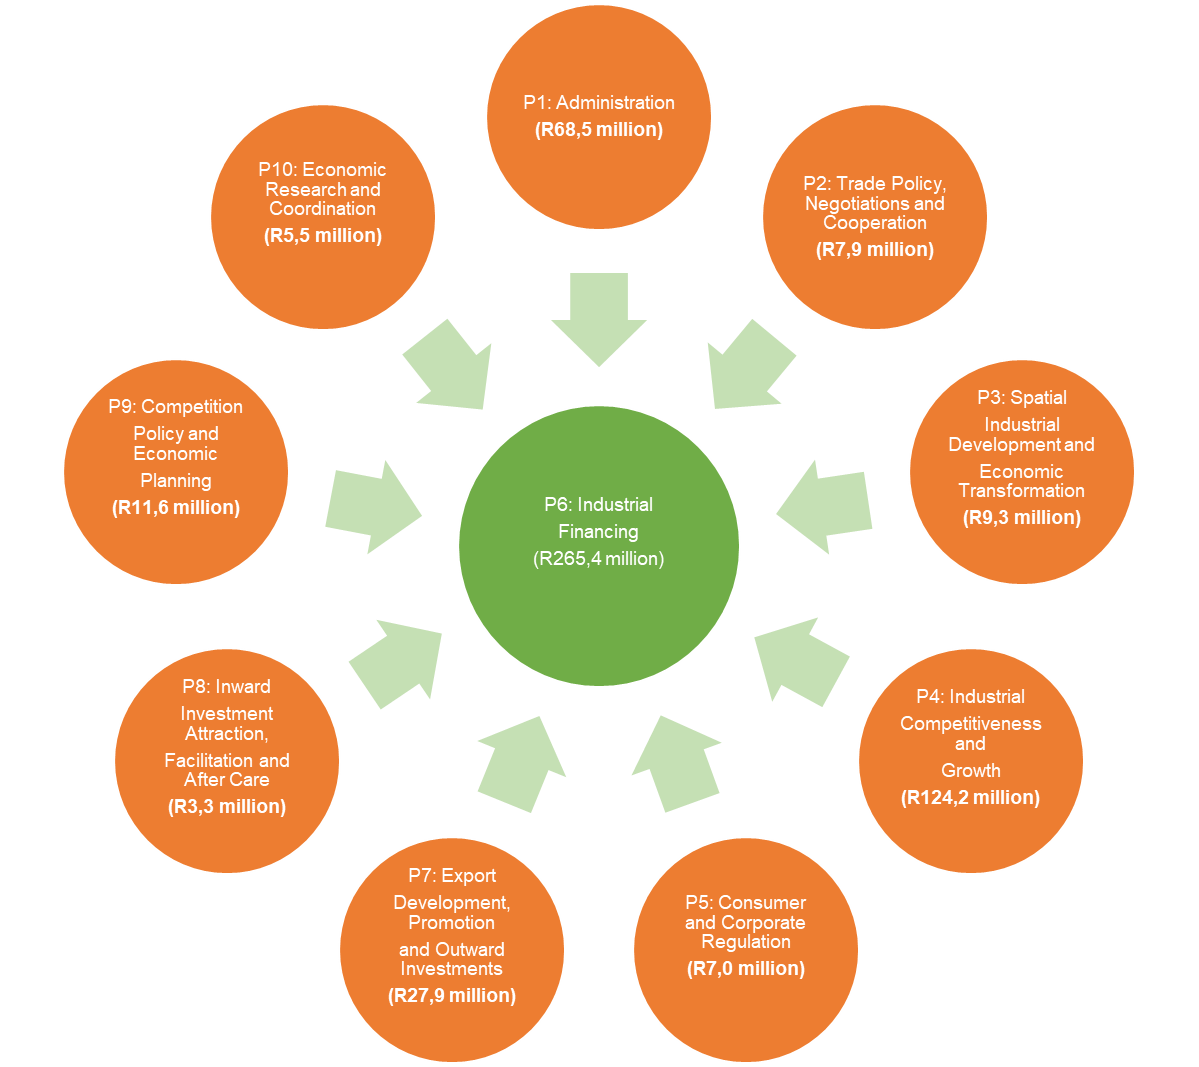 P1: Administration
(R68,5 million)
P2: Trade Policy,
Negotiations and
Cooperation
(R7,9 million)
P3: Spatial
Industrial
Development and
Economic
Transformation
(R9,3 million)
P4: Industrial
Competitiveness
and
Growth
(R124,2 million)
P5: Consumer
and Corporate
Regulation
(R7,0 million)
P7: Export
Development,
Promotion
and Outward
Investments
(R27,9 million)
P8: Inward
Investment
Attraction,
Facilitation and
After Care
(R3,3 million)
P9: Competition
Policy and
Economic
Planning
(R11,6 million)
P10: Economic
Research and
Coordination
(R5,5 million)
P6: Industrial
Financing
(R265,4 million)